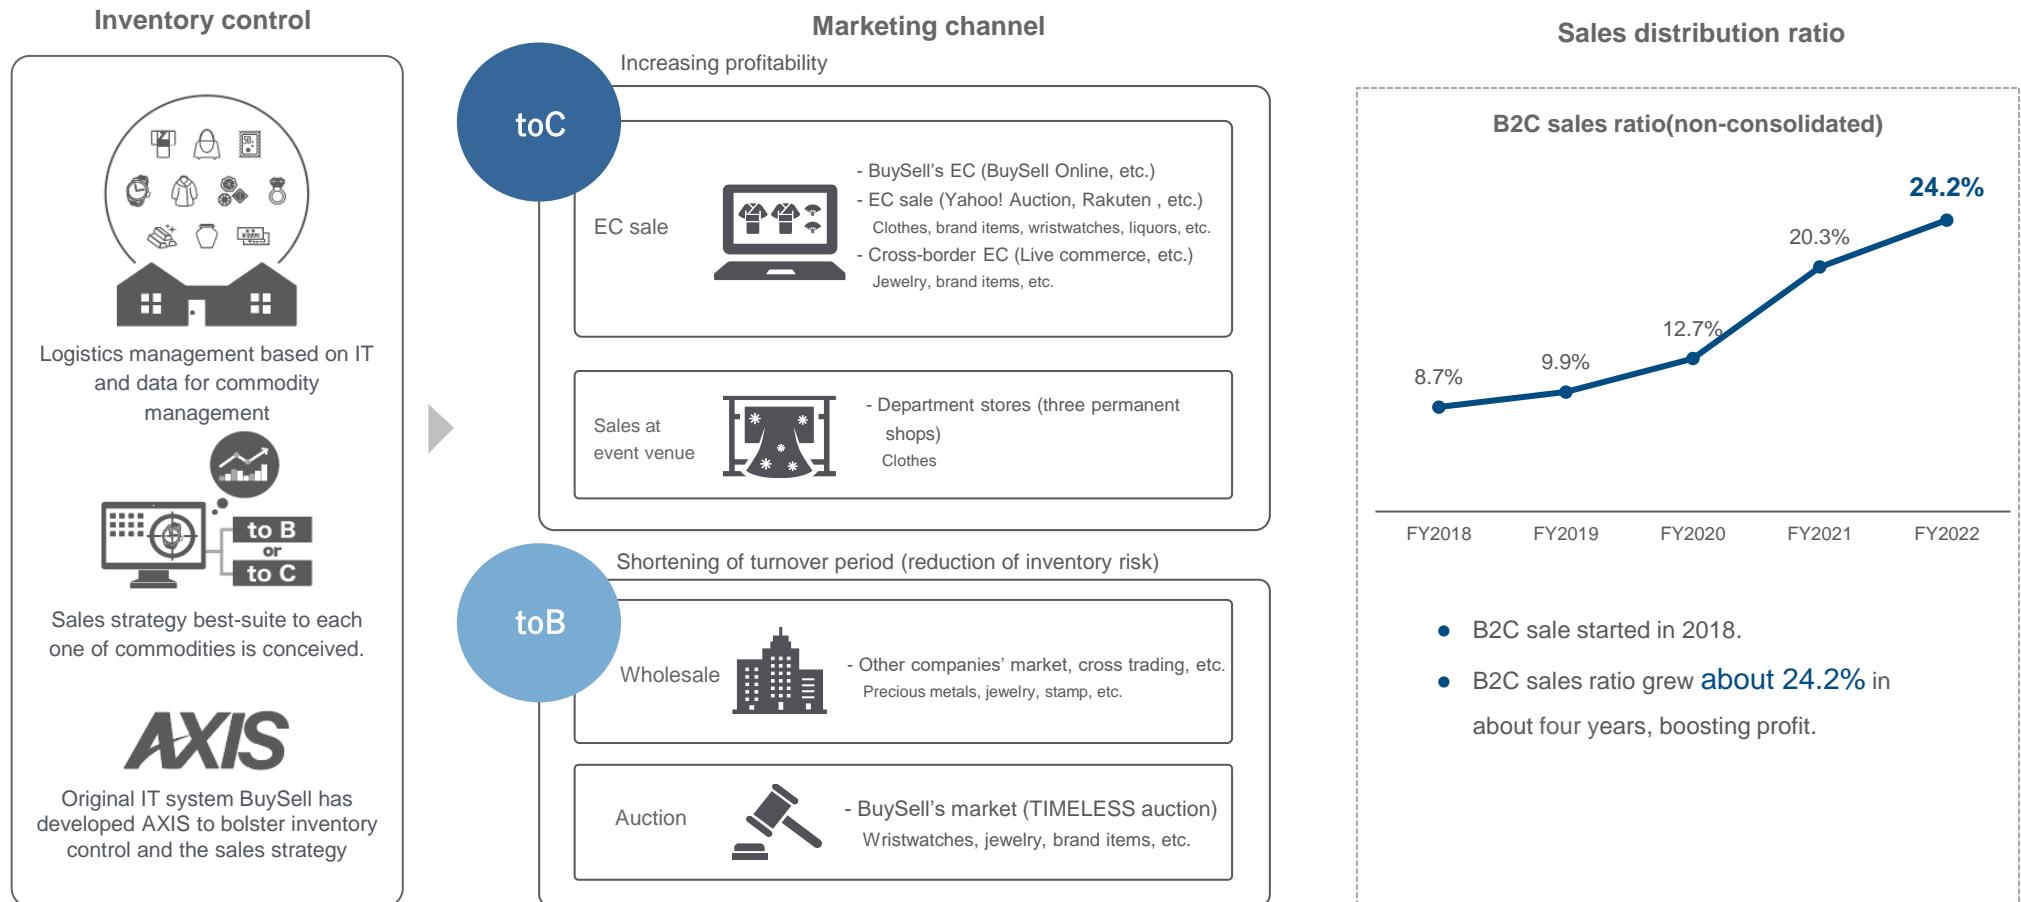 Inventory control
Logistics management based on IT
and data for commodity
management
to B
or
to C
Sales strategy best-suite to each
one of commodities is conceived.
AXIS
Original IT system BuySell has
developed AXIS to bolster inventory
control and the sales strategy
Marketing channel
toC
Increasing profitability
EC sale
- BuySell’s EC (BuySell Online, etc.)
- EC sale (Yahoo! Auction, Rakuten , etc.)
Clothes, brand items, wristwatches, liquors, etc.
- Cross-border EC (Live commerce, etc.)
Jewelry, brand items, etc.
Sales at
event venue
- Department stores (three permanant
shops)
Clothes
toB
Shortening of turnover period (reduction of inventory risk)
Wholesale
- Other companies’ market, cross trading, etc.
Precious metals, jewelry, stamp, etc.
Auction
- BuySell’s market (TIMELESS auction)
Wristwatches, jewelry, brand items, etc.
Sales distribution ratio
B2C sales ratio(non-consolidated)
8.7%
9.9%
12.7%
20.3%
24.2%
FY2018
FY2019
FY2020
FY2021
FY2022
● B2C sale started in 2018.
● B2C sales ratio grew about 24.2% in
about four years, boosting profit.